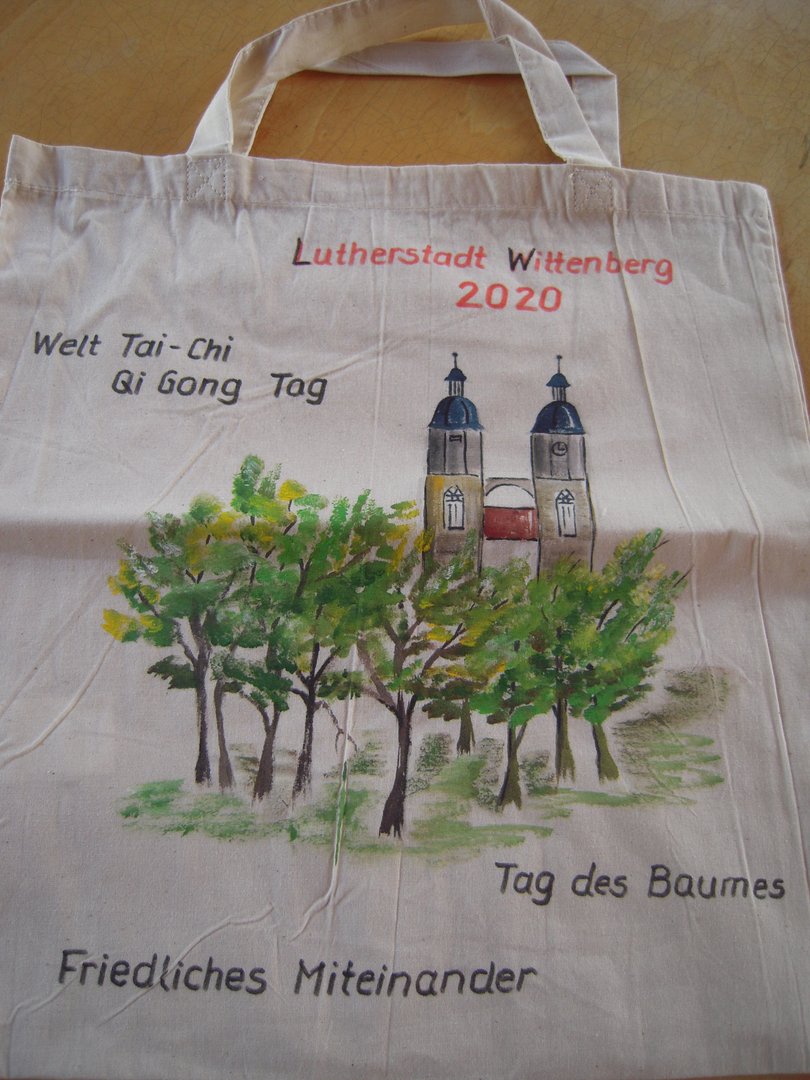 Lutherstadt Wittenberg
2020
Welt Tai-Chi
Qi Gong Tag
Tag des Baumes
Friedliches Miteinander